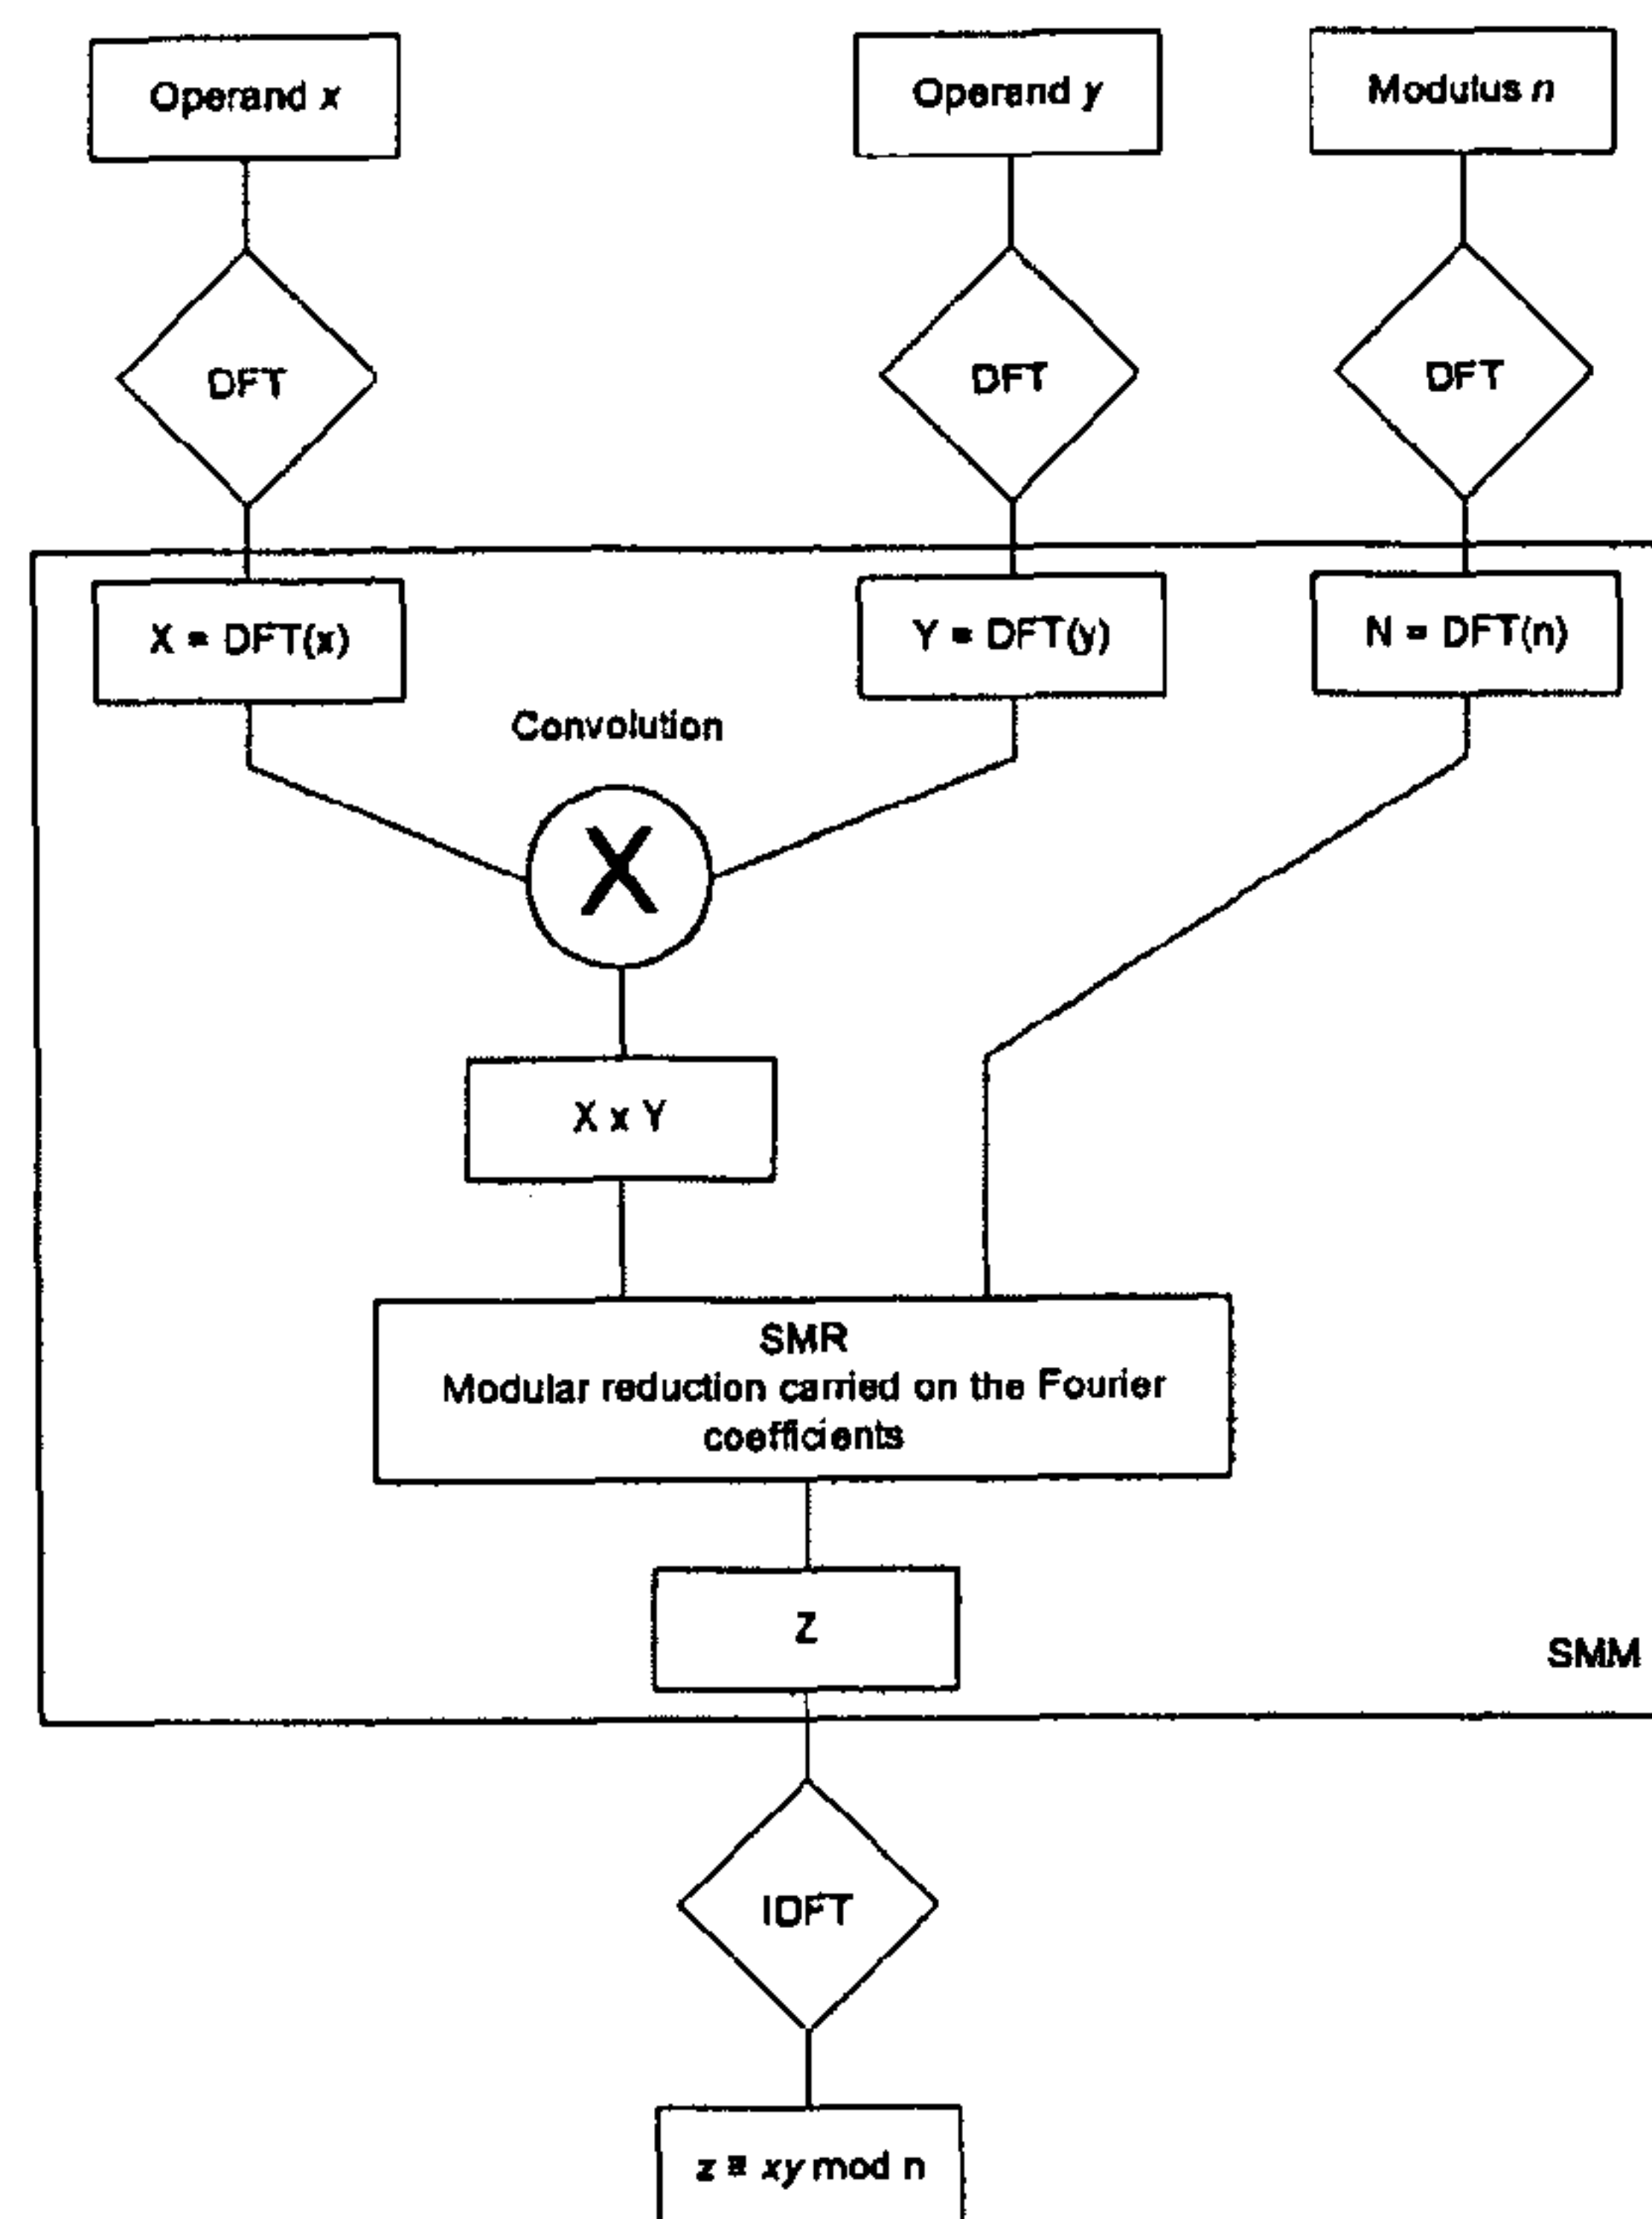 Operand x
Operand y
Modulus n
DFT
DFT
DFT
X = DFT(x)
Y = DFT(y)
N = DFT(n)
Convolution
X
X x Y
SMR
Modular reduction carried on the Fourier
coefficients
Z
SMM
IDFT
z ≡ xy mod n